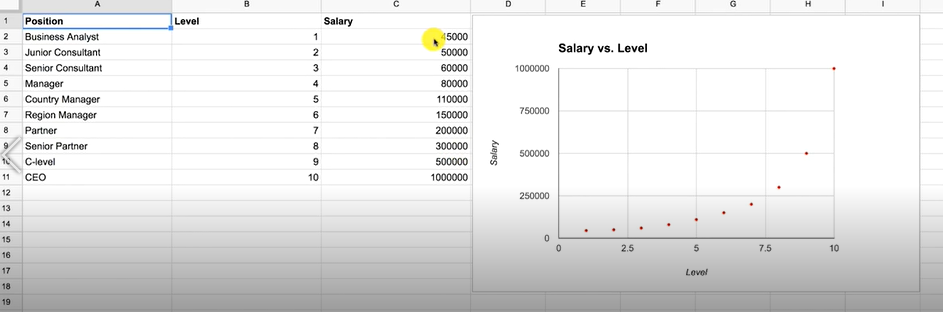 A B C D E F G H I
1 Position Level Salary
2 Business Analyst 1 45000
3 Junior Consultant 2 50000
4 Senior Consultant 3 60000
5 Manager 4 80000
6 Country Manager 5 110000
7 Region Manager 6 150000
8 Partner 7 200000
9 Senior Partner 8 300000
10 C-level 9 500000
11 CEO 10 1000000
12
13
14
15
16
17
18
19
Salary vs. Level
1000000
750000
500000
250000
0
Salary
0 2.5 5 7.5 10
Level